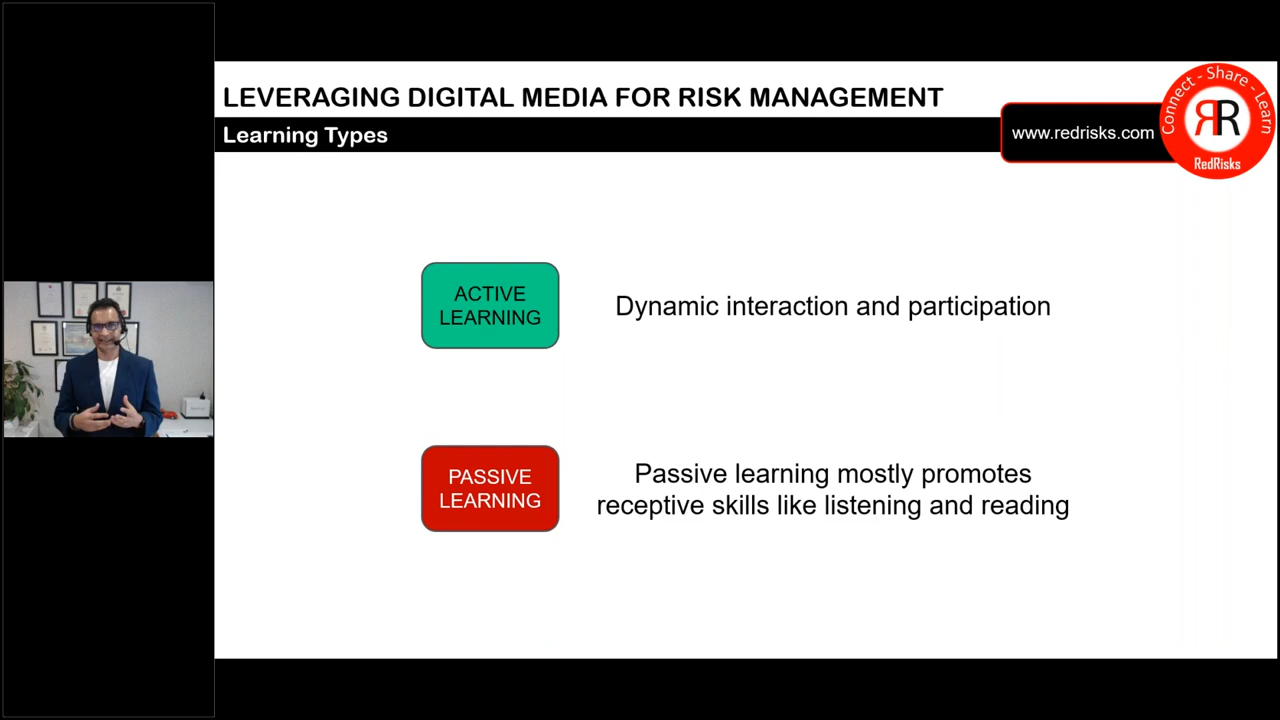 LEVERAGING DIGITAL MEDIA FOR RISK MANAGEMENT
Learning Types
www.redrisks.com
Connect - Share - Learn
RR
RedRisks
ACTIVE
LEARNING
Dynamic interaction and participation
PASSIVE
LEARNING
Passive learning mostly promotes
receptive skills like listening and reading